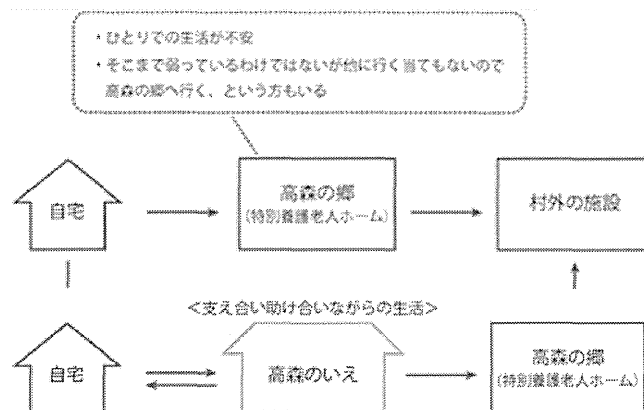 ・ひとりでの生活が不安
・そこまで弱っているわけではないが他に行く当てもないので
高森の郷へ行く、という方もいる
自宅
高森の郷
(特別養護老人ホーム)
村外の施設
<支え合い助け合いながらの生活>
自宅
高森のいえ
高森の郷
(特別養護老人ホーム)